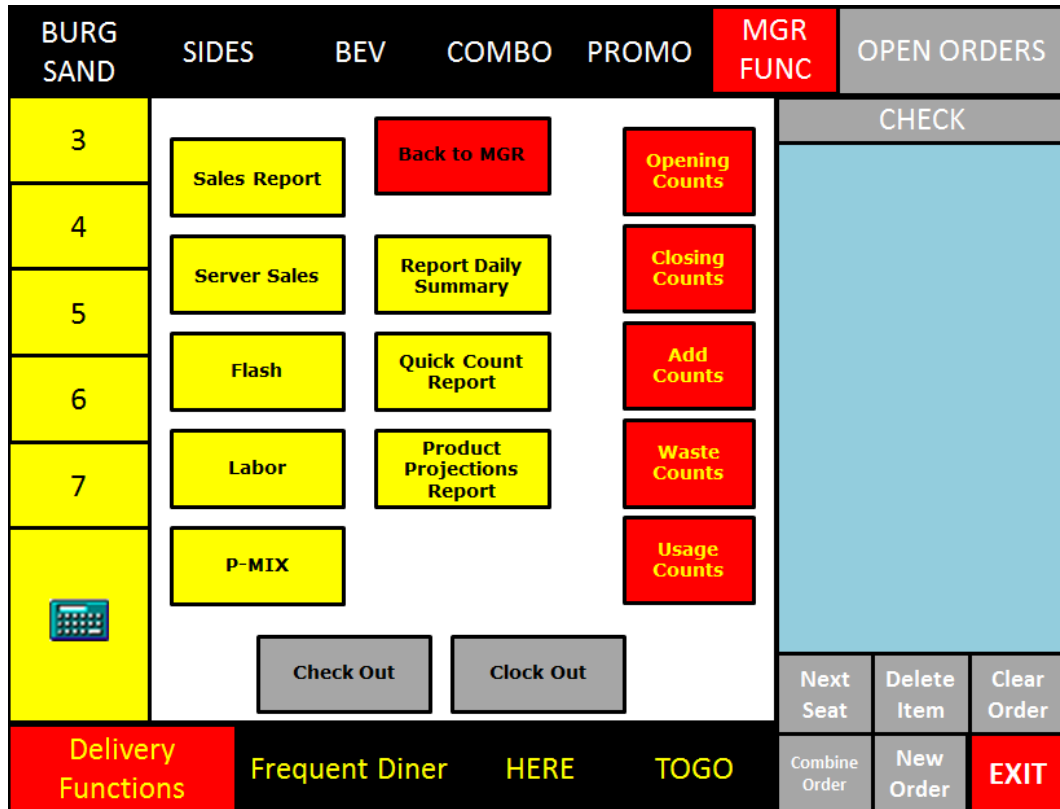 BURG
SAND
SIDES
BEV
COMBO
PROMO
MGR
FUNC
OPEN ORDERS
3
4
5
6
7
Sales Report
Server Sales
Flash
Labor
P-MIX
Back to MGR
Report Daily
Summary
Quick Count
Report
Product
Projections
Report
Opening
Counts
Closing
Counts
Add
Counts
Waste
Counts
Usage
Counts
Check Out
Clock Out
CHECK
Next
Seat
Delete
Item
Clear
Order
Delivery
Functions
Frequent Diner
HERE
TOGO
Combine
Order
New
Order
EXIT